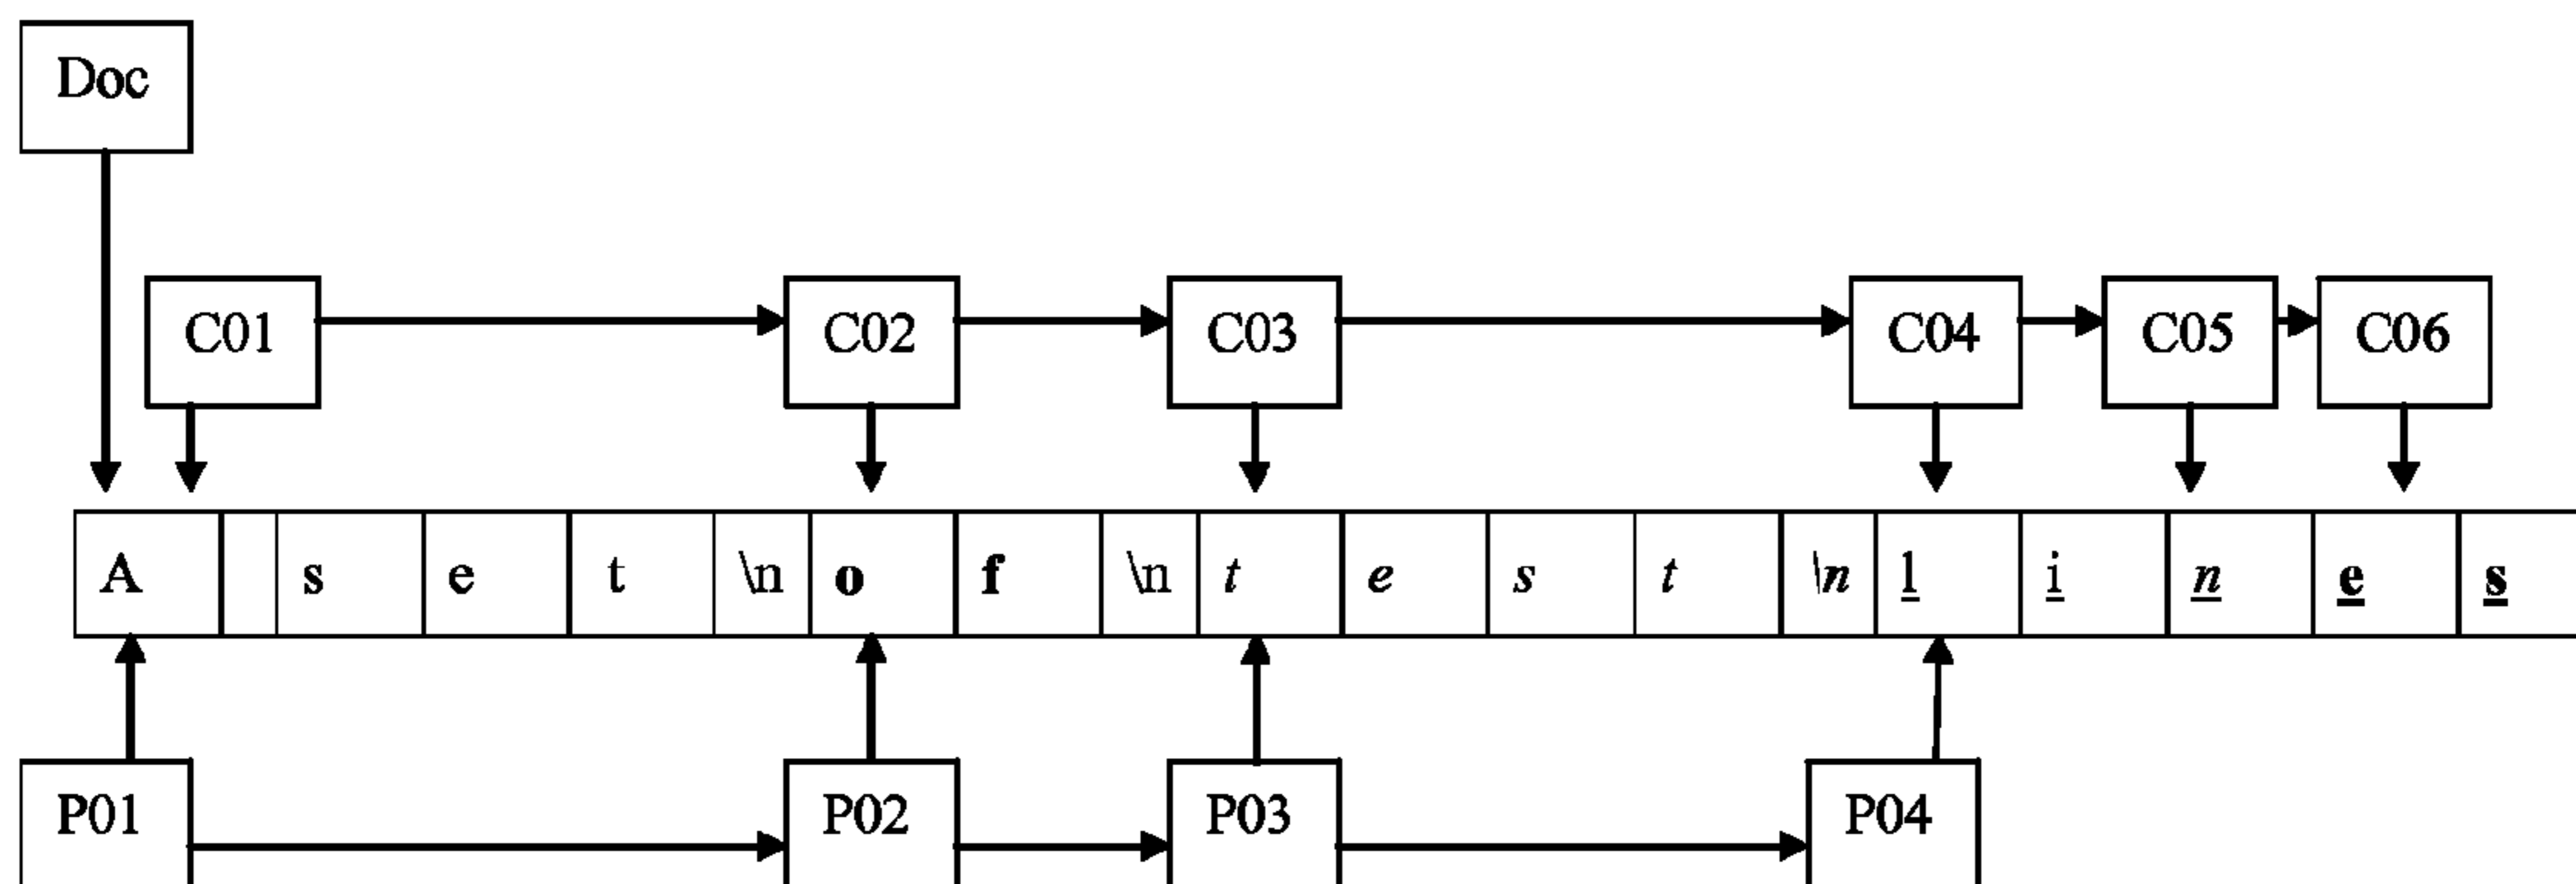 Doc
C01 C02 C03 C04 C05 C06
A s e t \n o f \n t e s t \n l i n e s
P01 P02 P03 P04